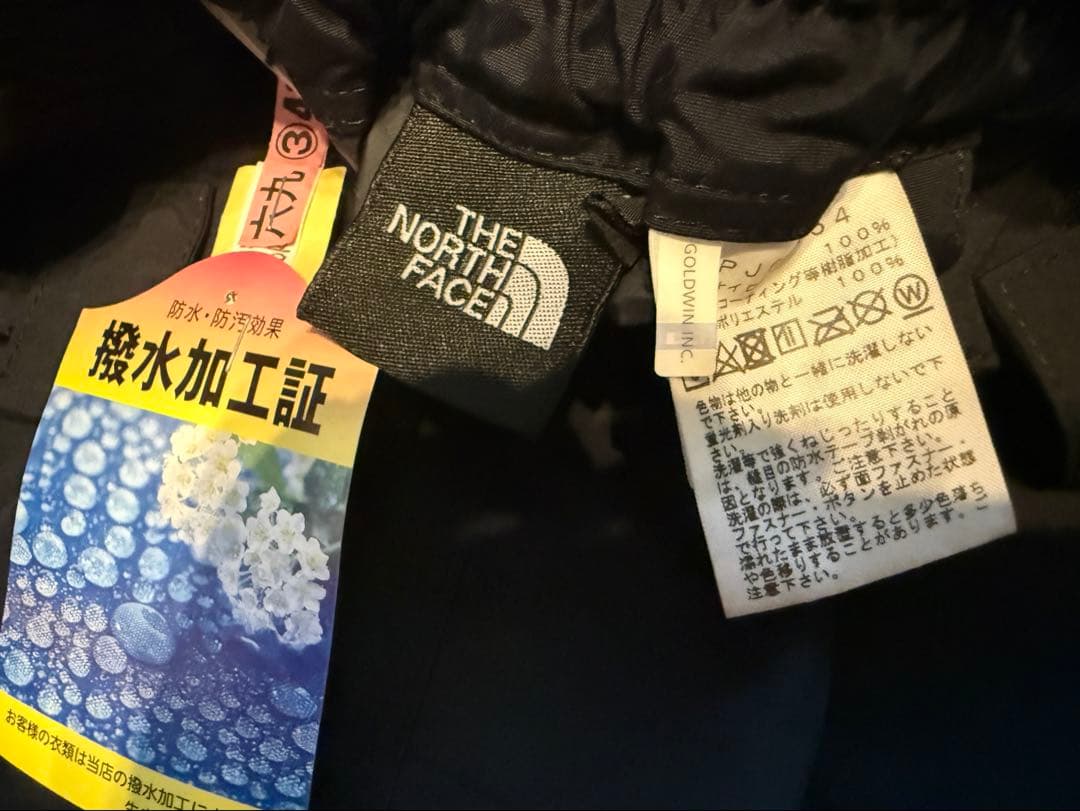 六九 ③
防水・防汚効果
撥水加工証
お客様の衣類は当店の撥水加工に
THE
NORTH
FACE
GOLDWIN INC.
4
PJ
100%
ティング(特殊樹脂加工)
ポリエステル 100%
W
色物は他の物と一緒に洗濯しない
で下さい。
蛍光剤入り洗剤は使用しないで下
さい。
洗濯等で強くねじったりすること
は、縫目の防水テープ剥がれの原
因となります。ご注意下さい。
洗濯の際は、必ず面ファスナー・
ファスナー・ボタンを止めた状態
で行って下さい。
濡れたまま放置すると多少色落ち
や色移りすることがあります。ご
注意下さい。